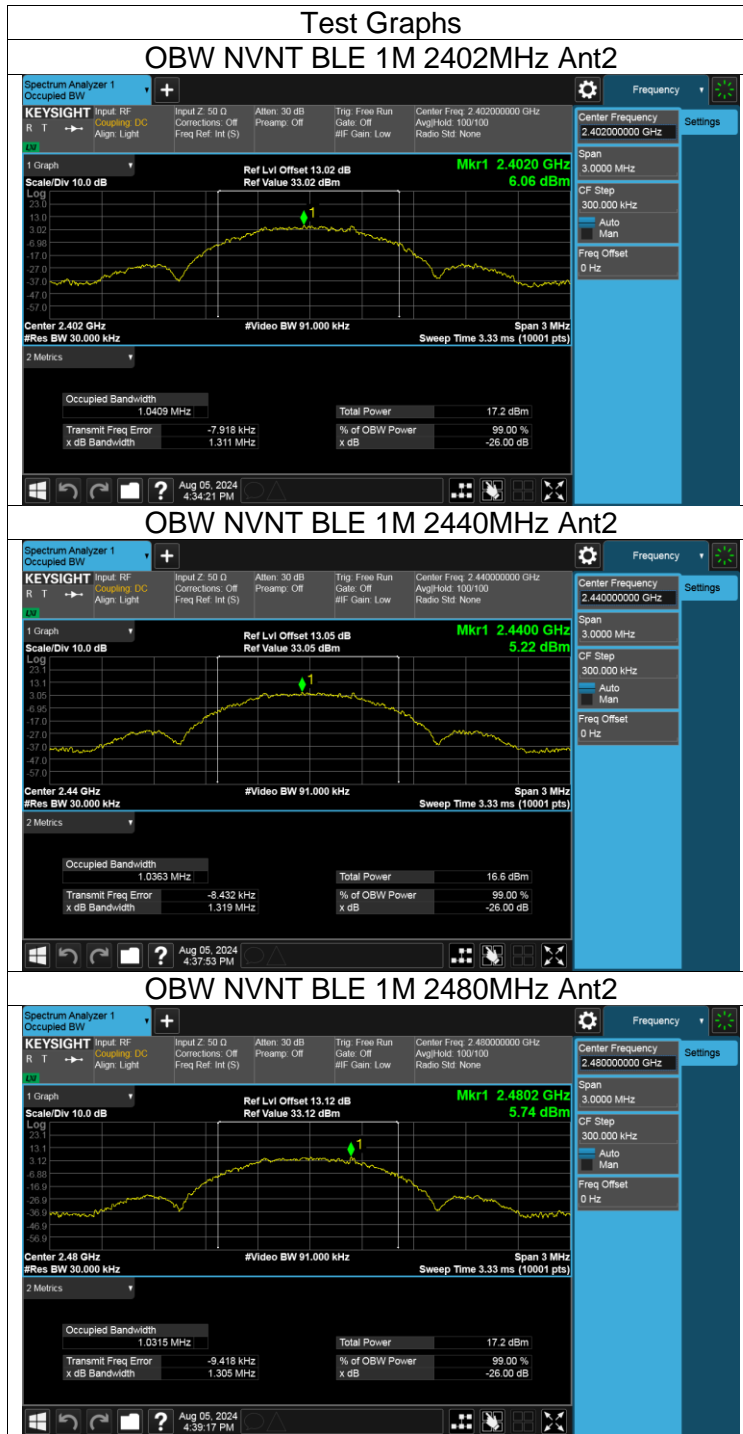 Test Graphs
OBW NVNT BLE 1M 2402MHz Ant2
Spectrum Analyzer 1
Occupied BW
+
Frequency
KEYSIGHT Input: RF Input Z: 50 Ω Atten: 30 dB Trig: Free Run Center Freq: 2.402000000 GHz
R T Coupling: DC Corrections: Off Preamp: Off Gate: Off Avg|Hold: 100/100
Align: Light Freq Ref: Int (S) #IF Gain: Low Radio Std: None
LXI
Center Frequency
2.402000000 GHz
Settings
Span
3.0000 MHz
CF Step
300.000 kHz
Auto
Man
Freq Offset
0 Hz
1 Graph
Ref Lvl Offset 13.02 dB
Mkr1 2.4020 GHz
Scale/Div 10.0 dB Ref Value 33.02 dBm 6.06 dBm
Log
23.0
13.0
3.02
-6.98
-17.0
-27.0
-37.0
-47.0
-57.0
1
Center 2.402 GHz #Video BW 91.000 kHz Span 3 MHz
#Res BW 30.000 kHz Sweep Time 3.33 ms (10001 pts)
2 Metrics
Occupied Bandwidth
1.0409 MHz Total Power 17.2 dBm
Transmit Freq Error -7.918 kHz % of OBW Power 99.00 %
x dB Bandwidth 1.311 MHz x dB -26.00 dB
? Aug 05, 2024
4:34:21 PM
OBW NVNT BLE 1M 2440MHz Ant2
Spectrum Analyzer 1
Occupied BW
+
Frequency
KEYSIGHT Input: RF Input Z: 50 Ω Atten: 30 dB Trig: Free Run Center Freq: 2.440000000 GHz
R T Coupling: DC Corrections: Off Preamp: Off Gate: Off Avg|Hold: 100/100
Align: Light Freq Ref: Int (S) #IF Gain: Low Radio Std: None
LXI
Center Frequency
2.440000000 GHz
Settings
Span
3.0000 MHz
CF Step
300.000 kHz
Auto
Man
Freq Offset
0 Hz
1 Graph
Ref Lvl Offset 13.05 dB
Mkr1 2.4400 GHz
Scale/Div 10.0 dB Ref Value 33.05 dBm 5.22 dBm
Log
23.1
13.1
3.05
-6.95
-17.0
-27.0
-37.0
-47.0
-57.0
1
Center 2.44 GHz #Video BW 91.000 kHz Span 3 MHz
#Res BW 30.000 kHz Sweep Time 3.33 ms (10001 pts)
2 Metrics
Occupied Bandwidth
1.0363 MHz Total Power 16.6 dBm
Transmit Freq Error -8.432 kHz % of OBW Power 99.00 %
x dB Bandwidth 1.319 MHz x dB -26.00 dB
? Aug 05, 2024
4:37:53 PM
OBW NVNT BLE 1M 2480MHz Ant2
Spectrum Analyzer 1
Occupied BW
+
Frequency
KEYSIGHT Input: RF Input Z: 50 Ω Atten: 30 dB Trig: Free Run Center Freq: 2.480000000 GHz
R T Coupling: DC Corrections: Off Preamp: Off Gate: Off Avg|Hold: 100/100
Align: Light Freq Ref: Int (S) #IF Gain: Low Radio Std: None
LXI
Center Frequency
2.480000000 GHz
Settings
Span
3.0000 MHz
CF Step
300.000 kHz
Auto
Man
Freq Offset
0 Hz
1 Graph
Ref Lvl Offset 13.12 dB
Mkr1 2.4802 GHz
Scale/Div 10.0 dB Ref Value 33.12 dBm 5.74 dBm
Log
23.1
13.1
3.12
-6.88
-16.9
-26.9
-36.9
-46.9
-56.9
1
Center 2.48 GHz #Video BW 91.000 kHz Span 3 MHz
#Res BW 30.000 kHz Sweep Time 3.33 ms (10001 pts)
2 Metrics
Occupied Bandwidth
1.0315 MHz Total Power 17.2 dBm
Transmit Freq Error -9.418 kHz % of OBW Power 99.00 %
x dB Bandwidth 1.305 MHz x dB -26.00 dB
? Aug 05, 2024
4:39:17 PM